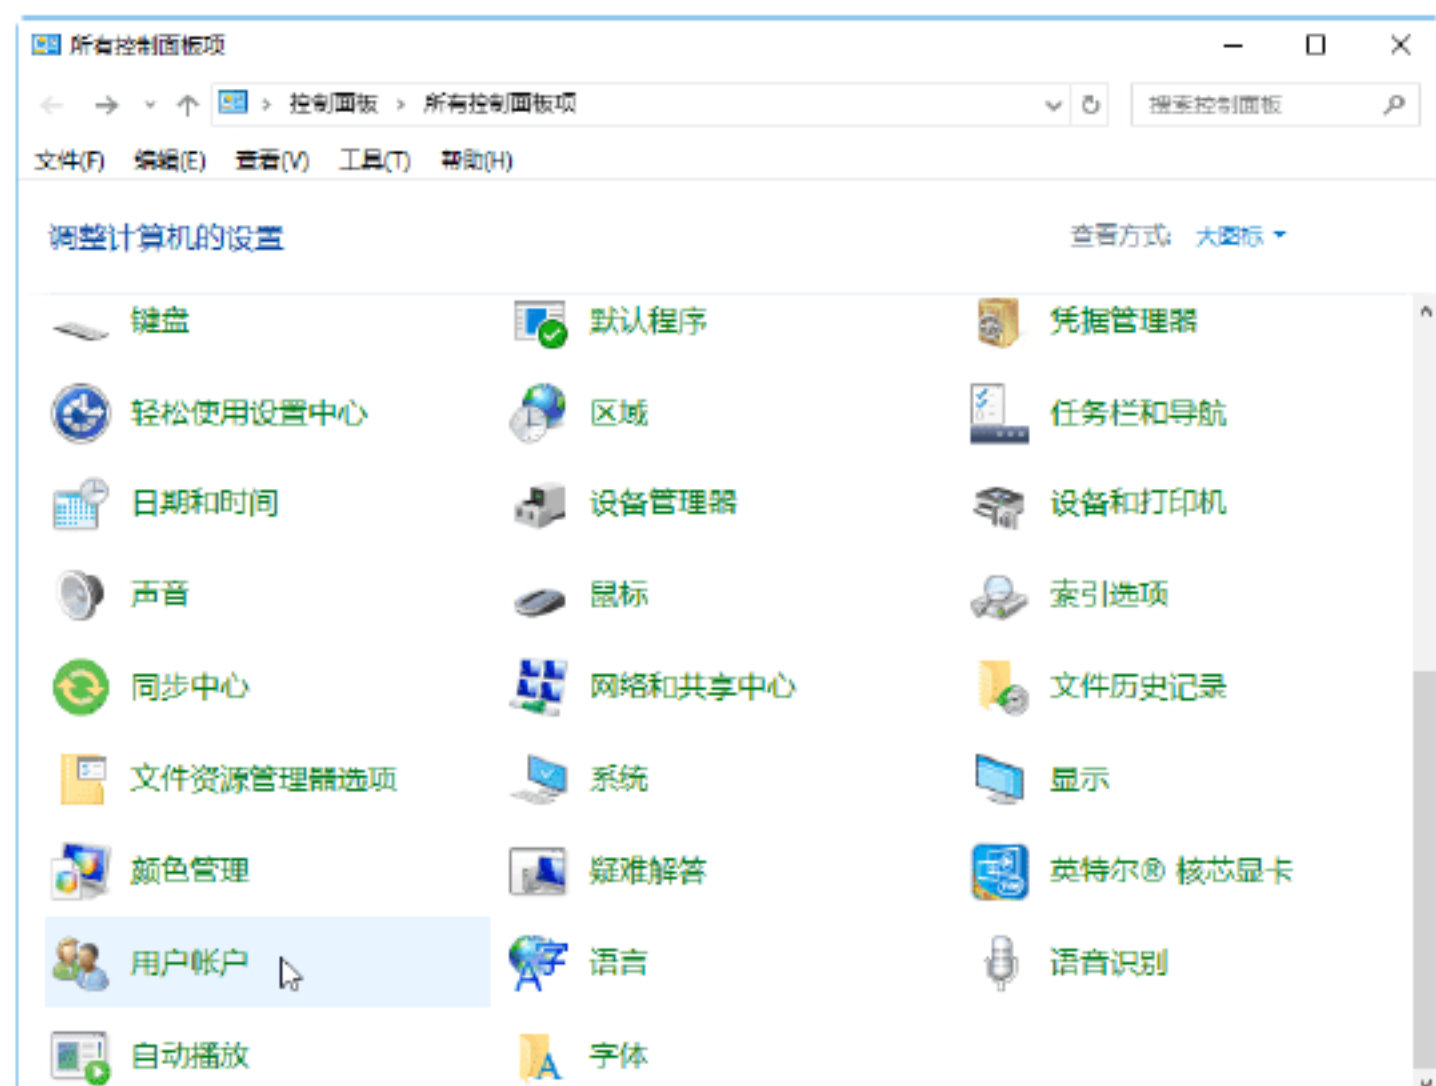 所有控制面板项
控制面板 › 所有控制面板项
搜索控制面板
文件(F) 编辑(E) 查看(V) 工具(T) 帮助(H)
调整计算机的设置
查看方式: 大图标
键盘 默认程序 凭据管理器
轻松使用设置中心 区域 任务栏和导航
日期和时间 设备管理器 设备和打印机
声音 鼠标 索引选项
同步中心 网络和共享中心 文件历史记录
文件资源管理器选项 系统 显示
颜色管理 疑难解答 英特尔® 核芯显卡
用户帐户 语言 语音识别
自动播放 字体